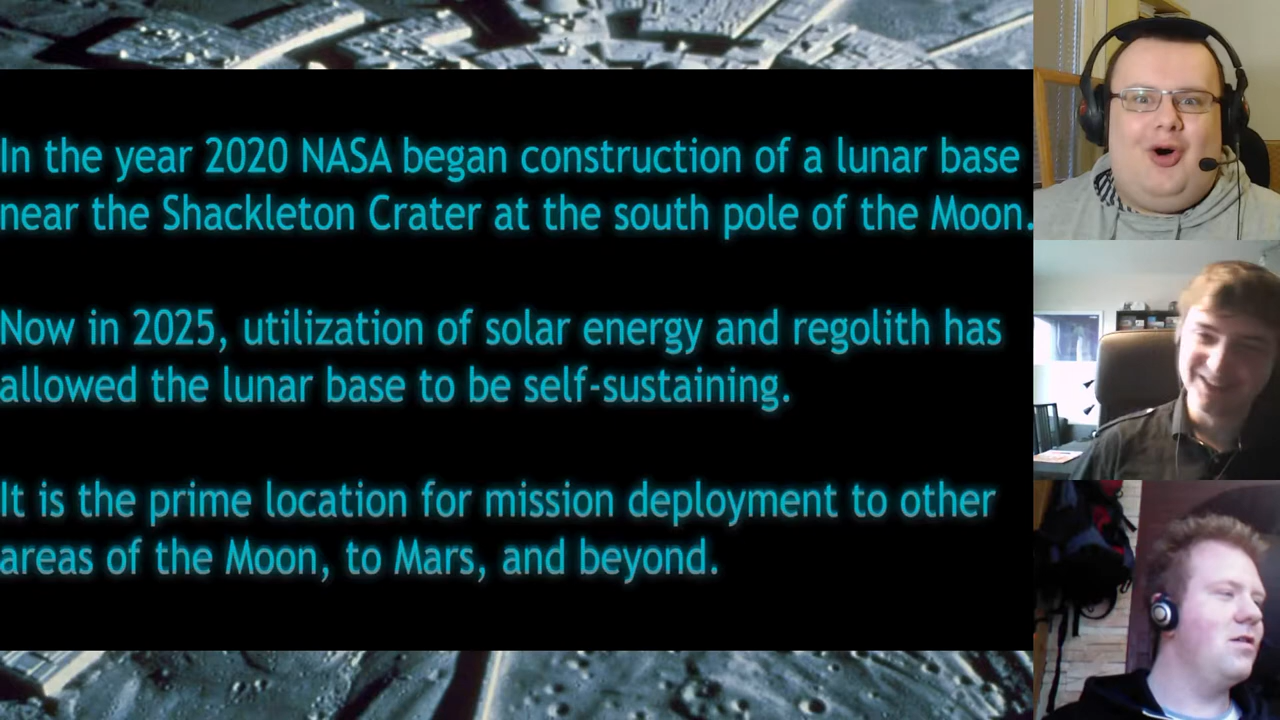 In the year 2020 NASA began construction of a lunar base
near the Shackleton Crater at the south pole of the Moon.
Now in 2025, utilization of solar energy and regolith has
allowed the lunar base to be self-sustaining.
It is the prime location for mission deployment to other
areas of the Moon, to Mars, and beyond.